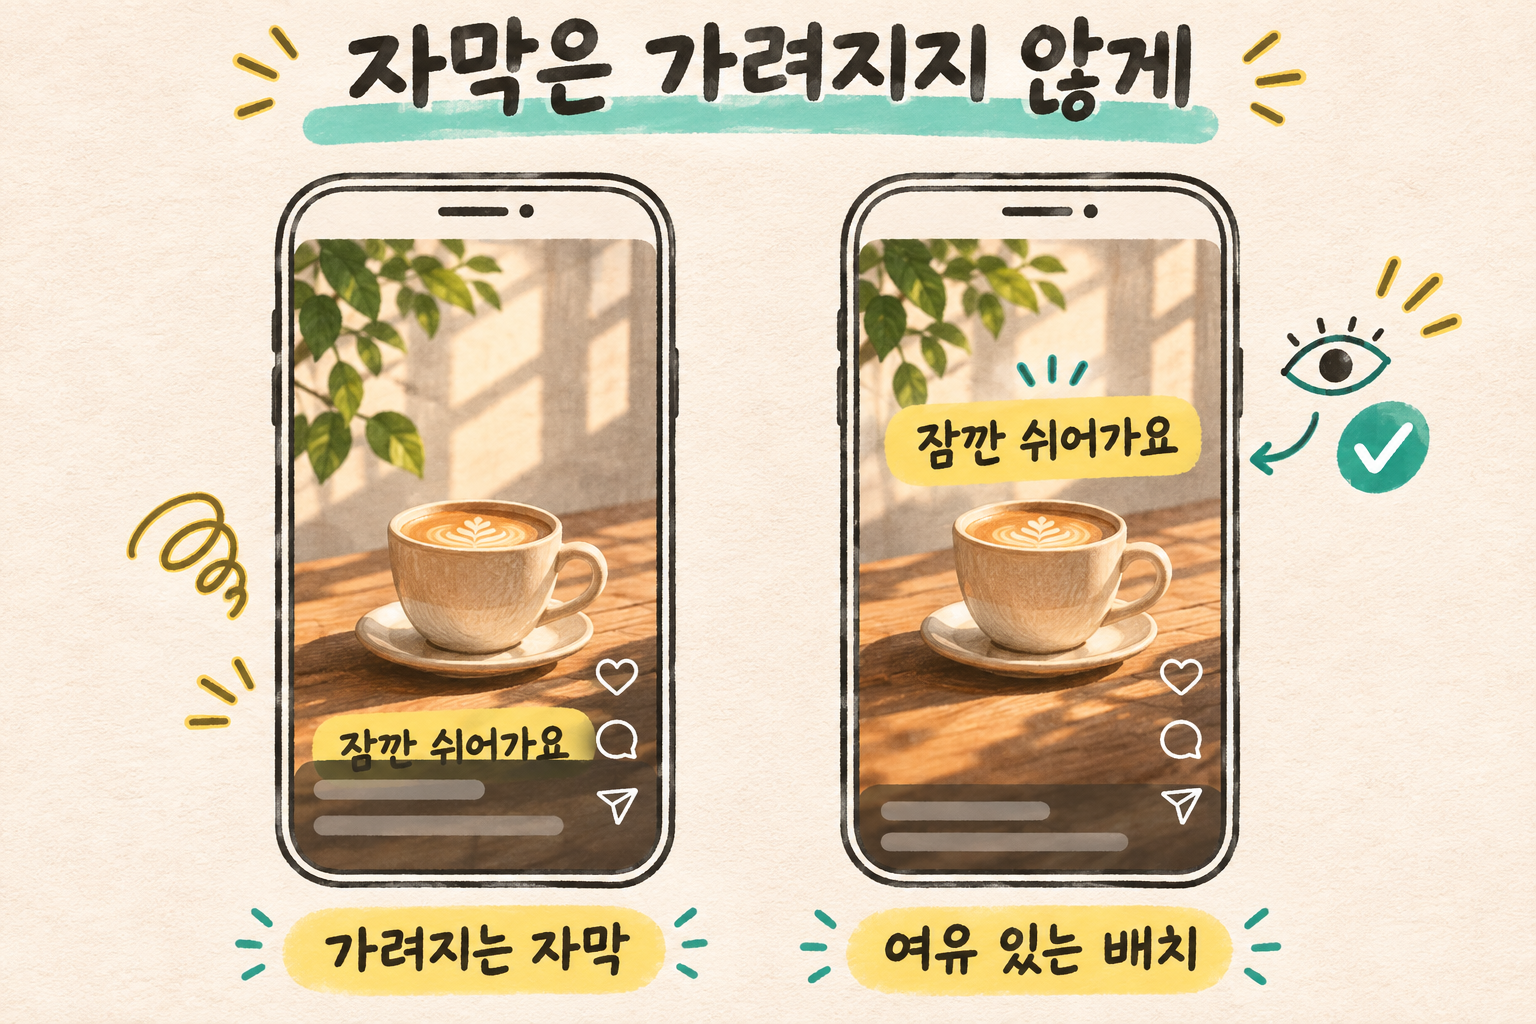 자막은 가려지지 않게
잠깐 쉬어가요
가려지는 자막
잠깐 쉬어가요
여유 있는 배치